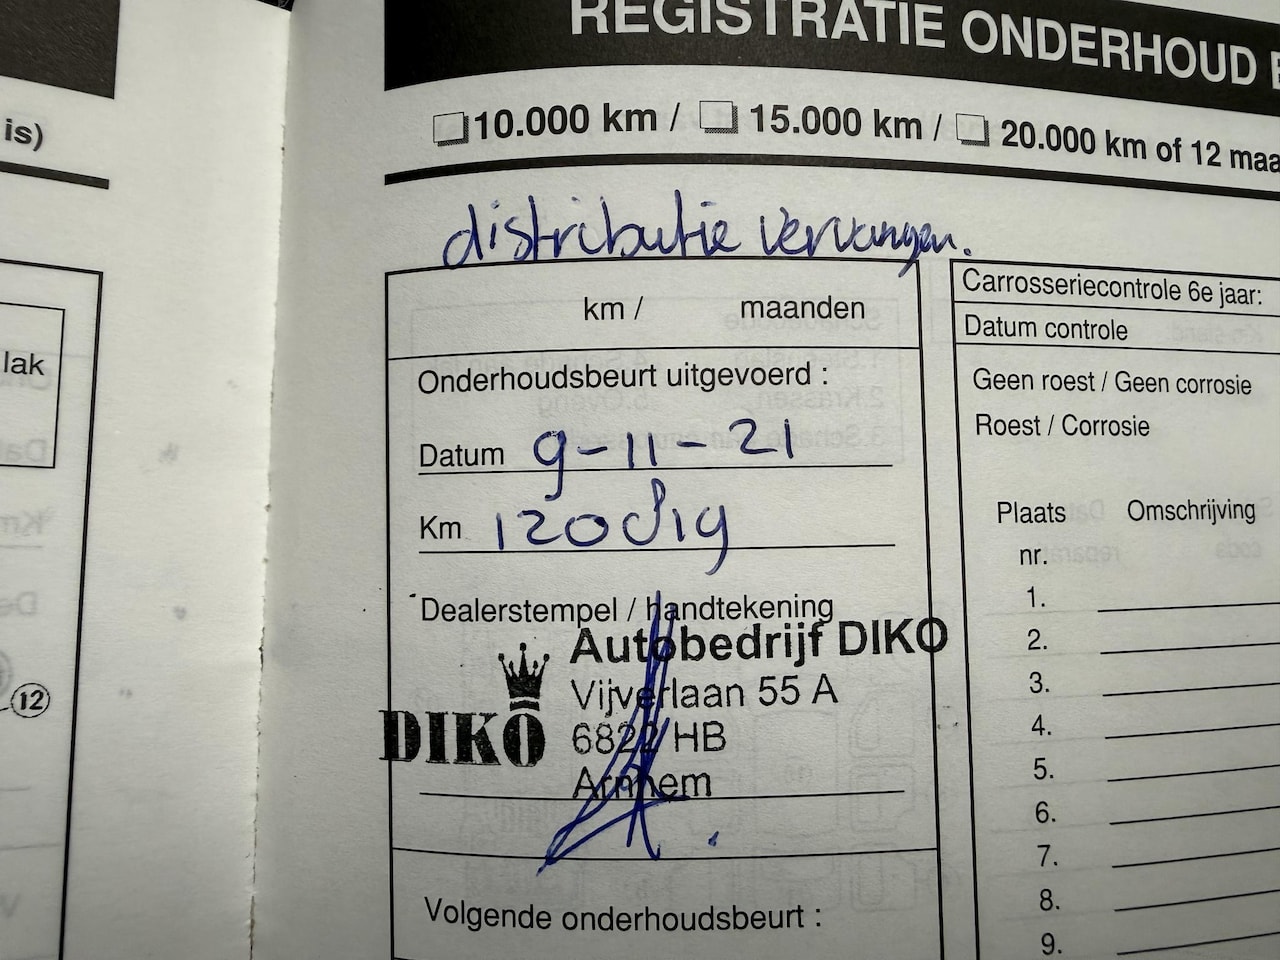 is)
lak
12
REGISTRATIE ONDERHOUD
10.000 km / 15.000 km / 20.000 km of 12 maa
distributie vervangen.
km / maanden
Onderhoudsbeurt uitgevoerd :
Datum 9-11-21
Km
Dealerstempel / handtekening
Autobedrijf DIKO
Vijverlaan 55 A
DIKO
6822 HB
Arnhem
Volgende onderhoudsbeurt :
Carrosseriecontrole 6e jaar:
Datum controle
Geen roest / Geen corrosie
Roest / Corrosie
Plaats Omschrijving
nr.
1.
2.
3.
4.
5.
6.
7.
8.
9.